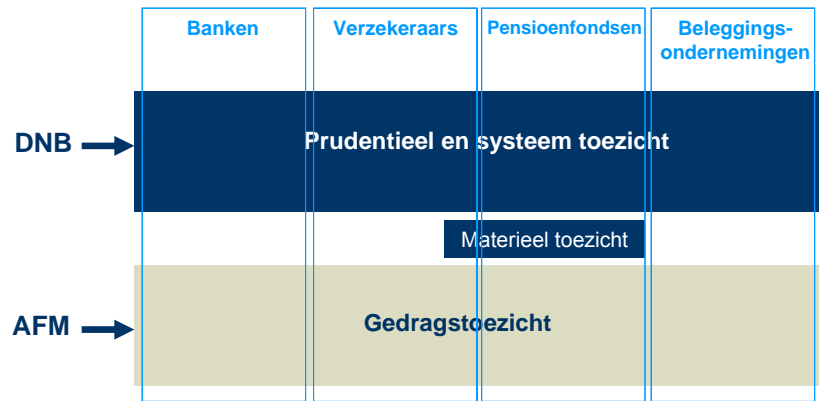 Banken
Verzekeraars
Pensioenfondsen
Beleggings-
ondernemingen
DNB
Prudentieel en systeem toezicht
Materieel toezicht
AFM
Gedragstoezicht